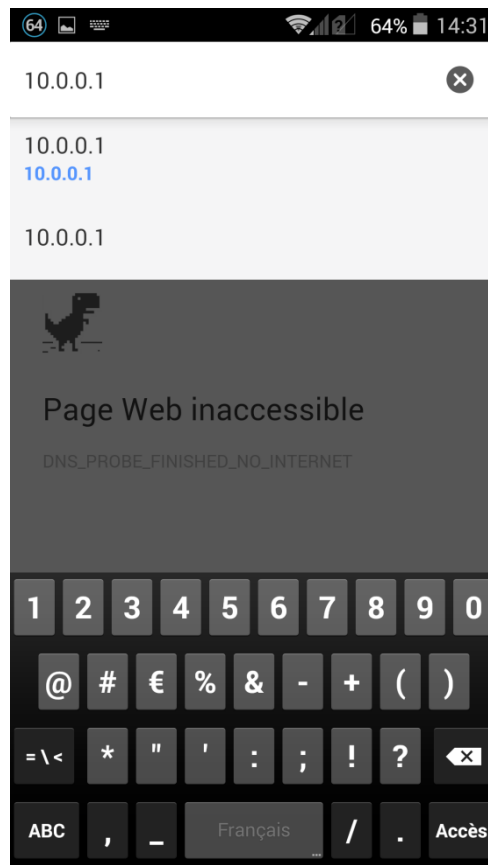 64 64% 14:31
10.0.0.1
10.0.0.1
10.0.0.1
10.0.0.1
Page Web inaccessible
DNS_PROBE_FINISHED_NO_INTERNET
1 2 3 4 5 6 7 8 9 0
@ # € % & - + ( )
= \ < * " ' : ; ! ?
ABC , _ Français / . Accès